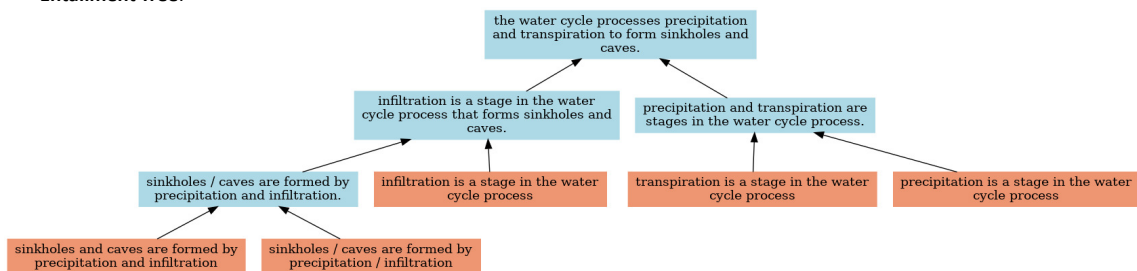 Entailment Tree:
the water cycle processes precipitation
and transpiration to form sinkholes and
caves.
infiltration is a stage in the water
cycle process that forms sinkholes and
caves.
precipitation and transpiration are
stages in the water cycle process.
sinkholes / caves are formed by
precipitation and infiltration.
infiltration is a stage in the water
cycle process
transpiration is a stage in the water
cycle process
precipitation is a stage in the water
cycle process
sinkholes and caves are formed by
precipitation and infiltration
sinkholes / caves are formed by
precipitation / infiltration